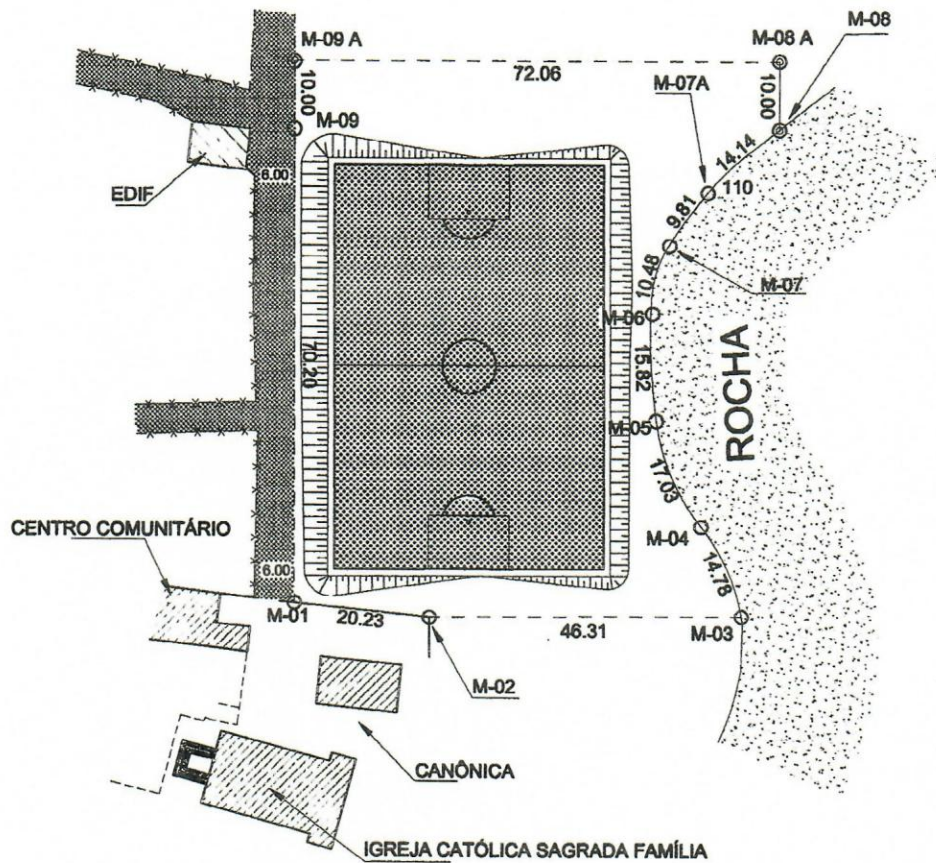 M-09 A
M-08 A
M-08
72.06
10.00
10.00
M-07A
M-09
14.14
6.00
110
EDIF
9.81
10.48
M-07
M-06
70.20
15.82
ROCHA
M-05
17.03
CENTRO COMUNITÁRIO
M-04
14.78
6.00
M-01
20.23
46.31
M-03
M-02
CANÔNICA
IGREJA CATÓLICA SAGRADA FAMÍLIA